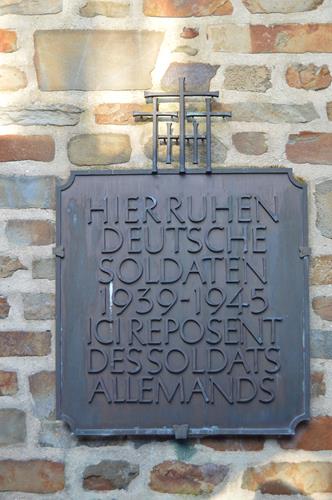 HIER RUHEN
DEUTSCHE
SOLDATEN
1939-1945
ICI REPOSENT
DES SOLDATS
ALLEMANDS